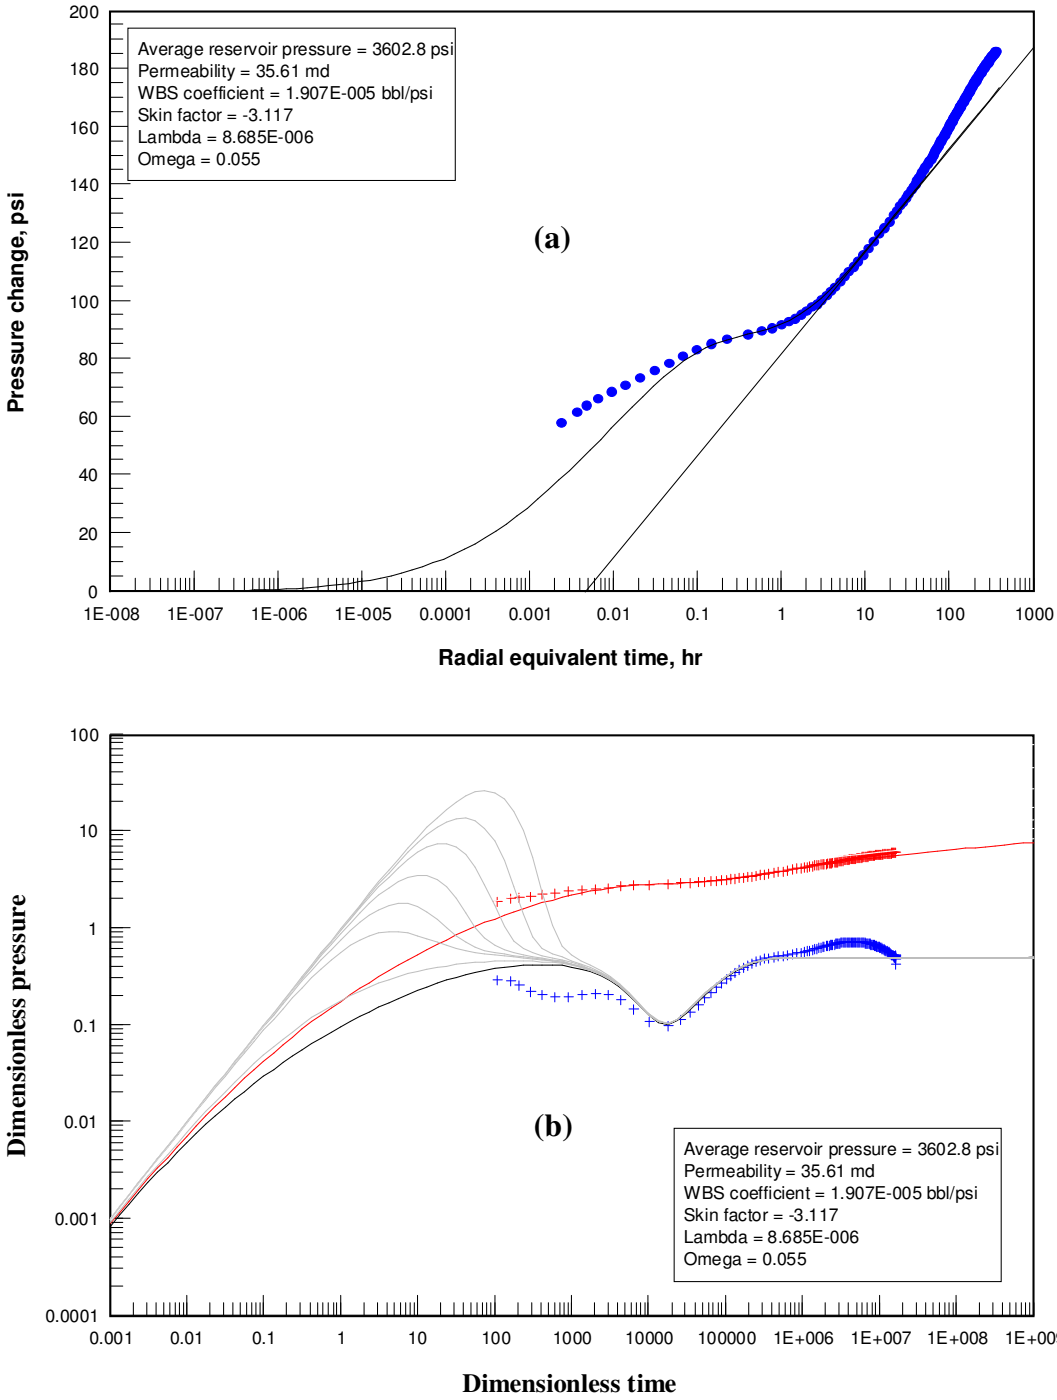 200
180
160
140
120
100
80
60
40
20
0
Pressure change, psi
Average reservoir pressure = 3602.8 psi
Permeability = 35.61 md
WBS coefficient = 1.907E-005 bbl/psi
Skin factor = -3.117
Lambda = 8.685E-006
Omega = 0.055
(a)
1E-008 1E-007 1E-006 1E-005 0.0001 0.001 0.01 0.1 1 10 100 1000
Radial equivalent time, hr
100
10
1
0.1
0.01
0.001
0.0001
Dimensionless pressure
(b)
Average reservoir pressure = 3602.8 psi
Permeability = 35.61 md
WBS coefficient = 1.907E-005 bbl/psi
Skin factor = -3.117
Lambda = 8.685E-006
Omega = 0.055
0.001 0.01 0.1 1 10 100 1000 10000 100000 1E+006 1E+007 1E+008 1E+00
Dimensionless time